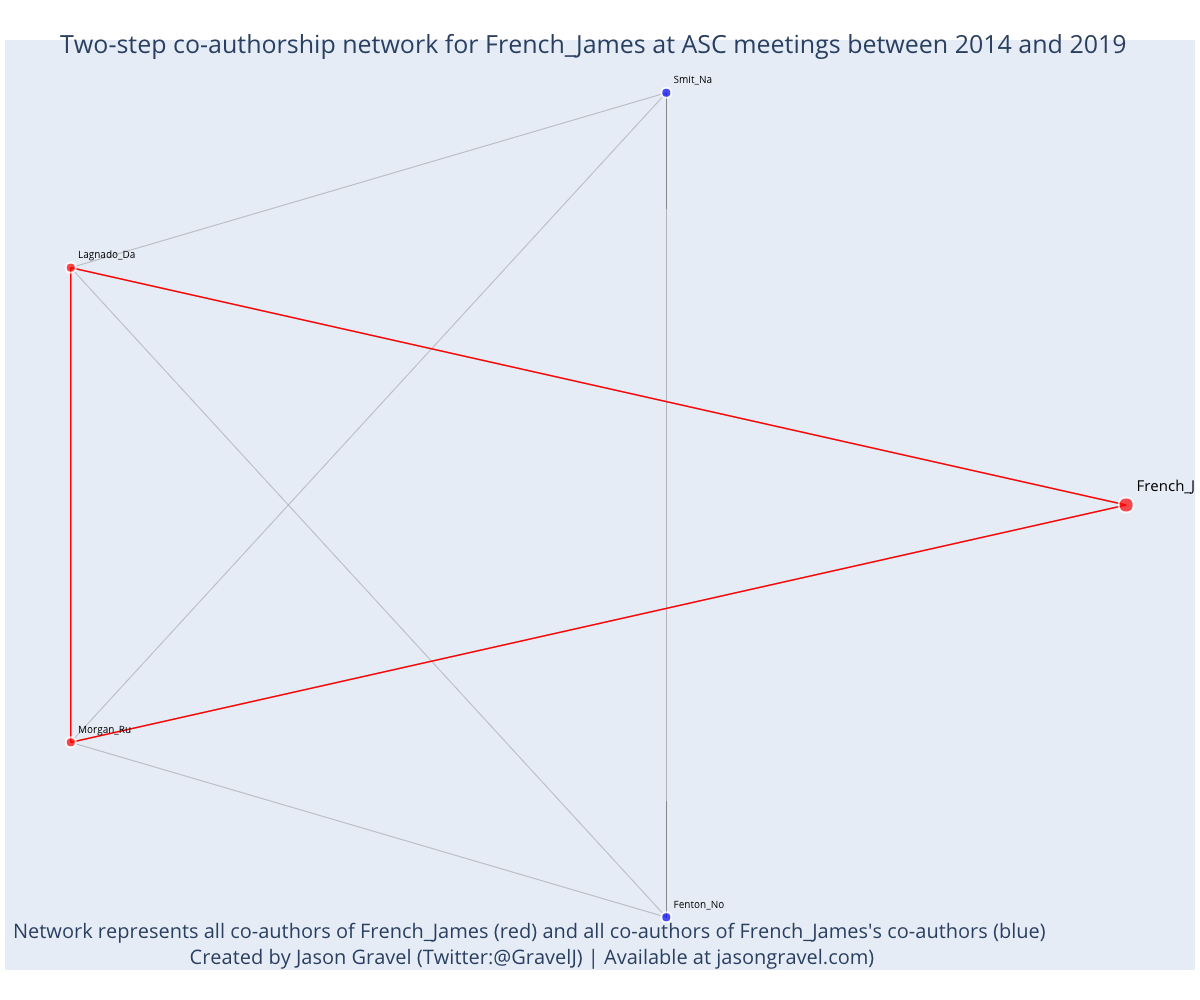 Two-step co-authorship network for French_James at ASC meetings between 2014 and 2019
Smit_Na
Lagnado_Da
French_J
Morgan_Ru
Fenton_No
Network represents all co-authors of French_James (red) and all co-authors of French_James's co-authors (blue)
Created by Jason Gravel (Twitter:@GravelJ) | Available at jasongravel.com)